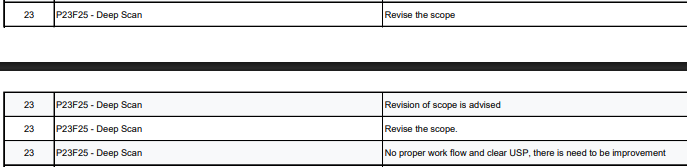 23 P23F25 - Deep Scan Revise the scope
23 P23F25 - Deep Scan Revision of scope is advised
23 P23F25 - Deep Scan Revise the scope.
23 P23F25 - Deep Scan No proper work flow and clear USP, there is need to be improvement